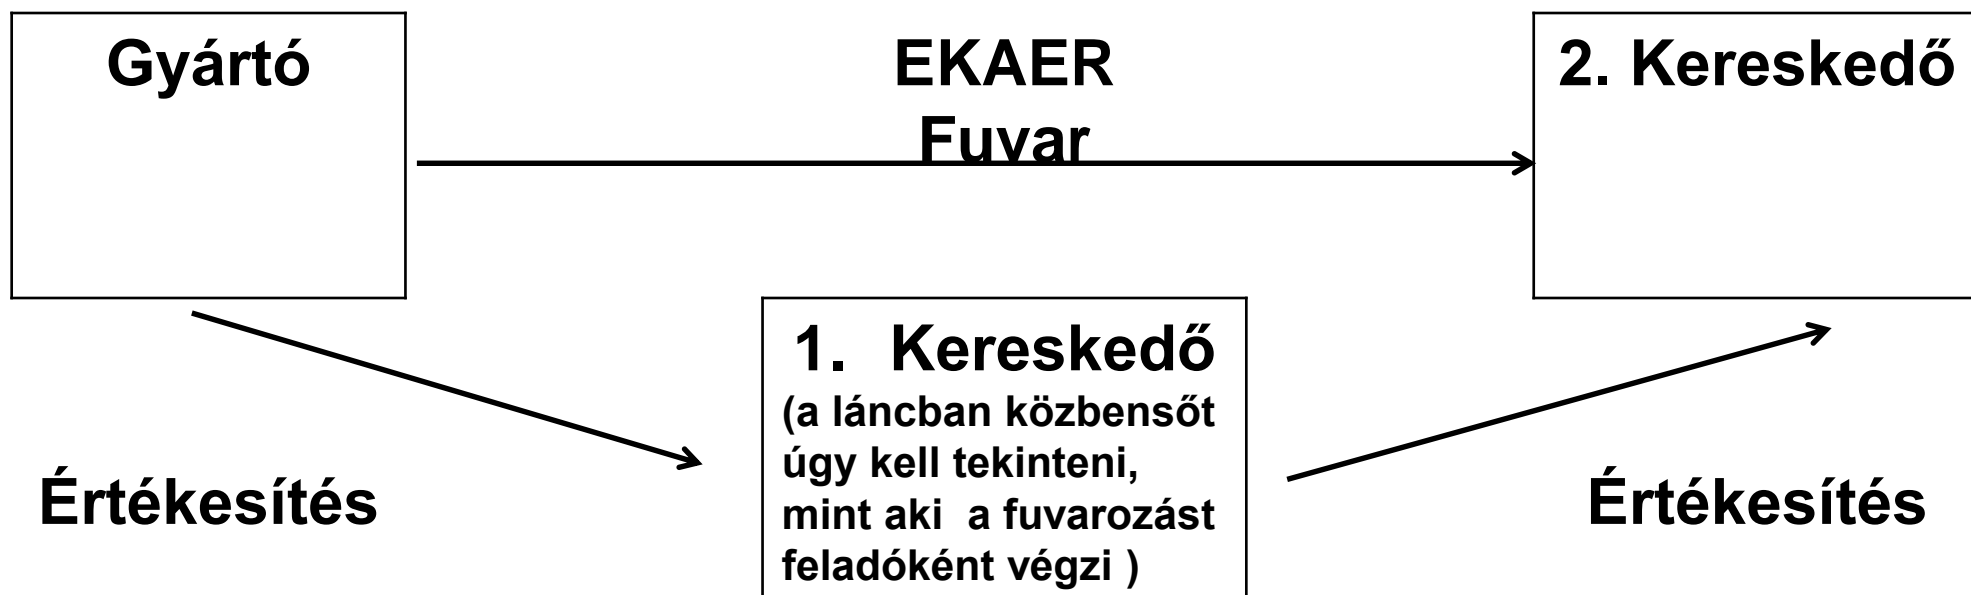 Gyártó
EKAER
Fuvar
2. Kereskedő
1. Kereskedő
(a láncban közbensőt
úgy kell tekinteni,
mint aki a fuvarozást
feladóként végzi )
Értékesítés
Értékesítés